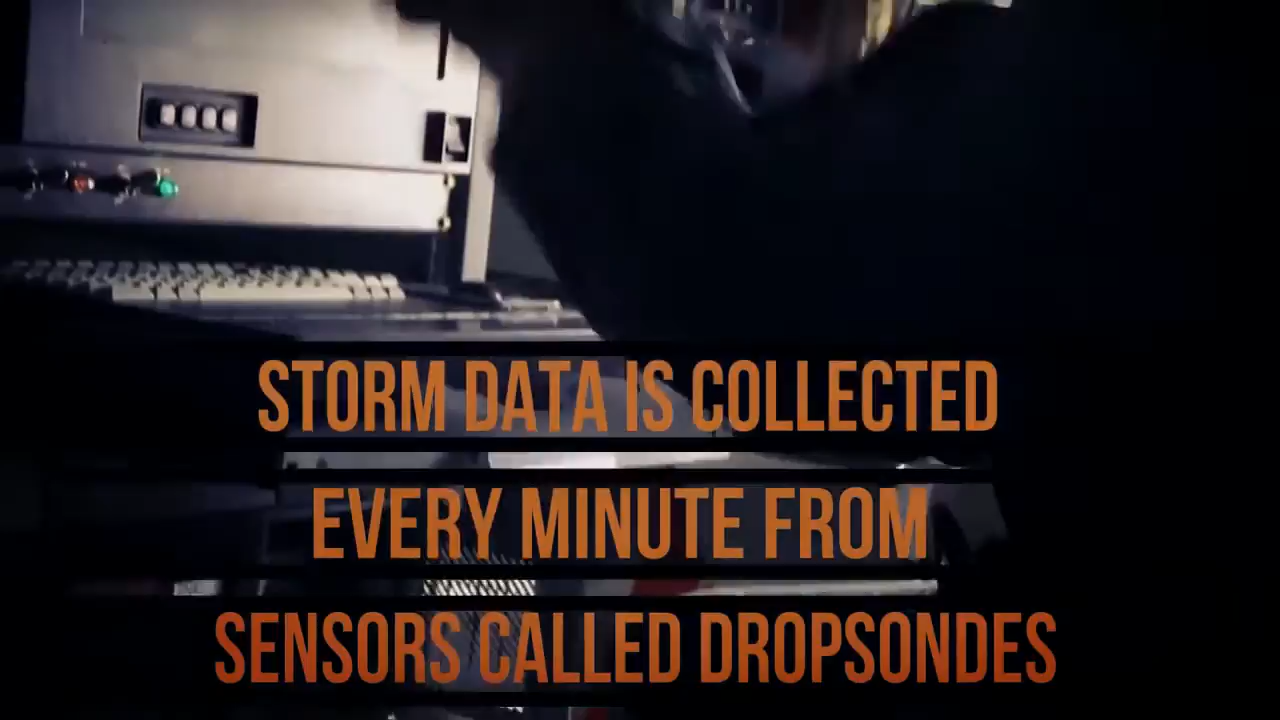 STORM DATA IS COLLECTED
EVERY MINUTE FROM
SENSORS CALLED DROPSONDES